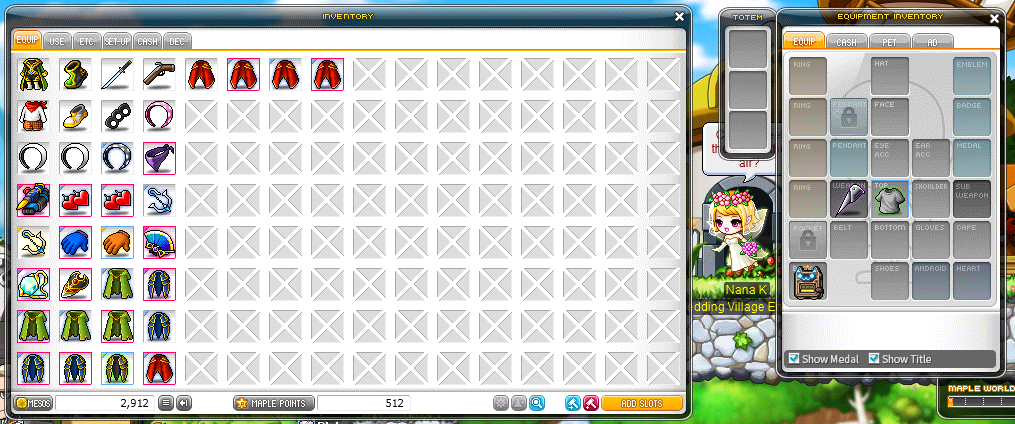 INVENTORY
EQUIP USE ETC. SET-UP CASH DEC.
MESOS 2,912 MAPLE POINTS 512 ADD SLOTS
TOTEM
air?
Nana K
dding Village E
EQUIPMENT INVENTORY
EQUIP CASH PET AD
RING HAT EMBLEM
RING PENDANT FACE BADGE
RING PENDANT EYE ACC EAR ACC MEDAL
RING WEAPON TOP SHOULDER SUB WEAPON
POCKET BELT BOTTOM GLOVES CAPE
SHOES ANDROID HEART
Show Medal Show Title
MAPLE WORLD